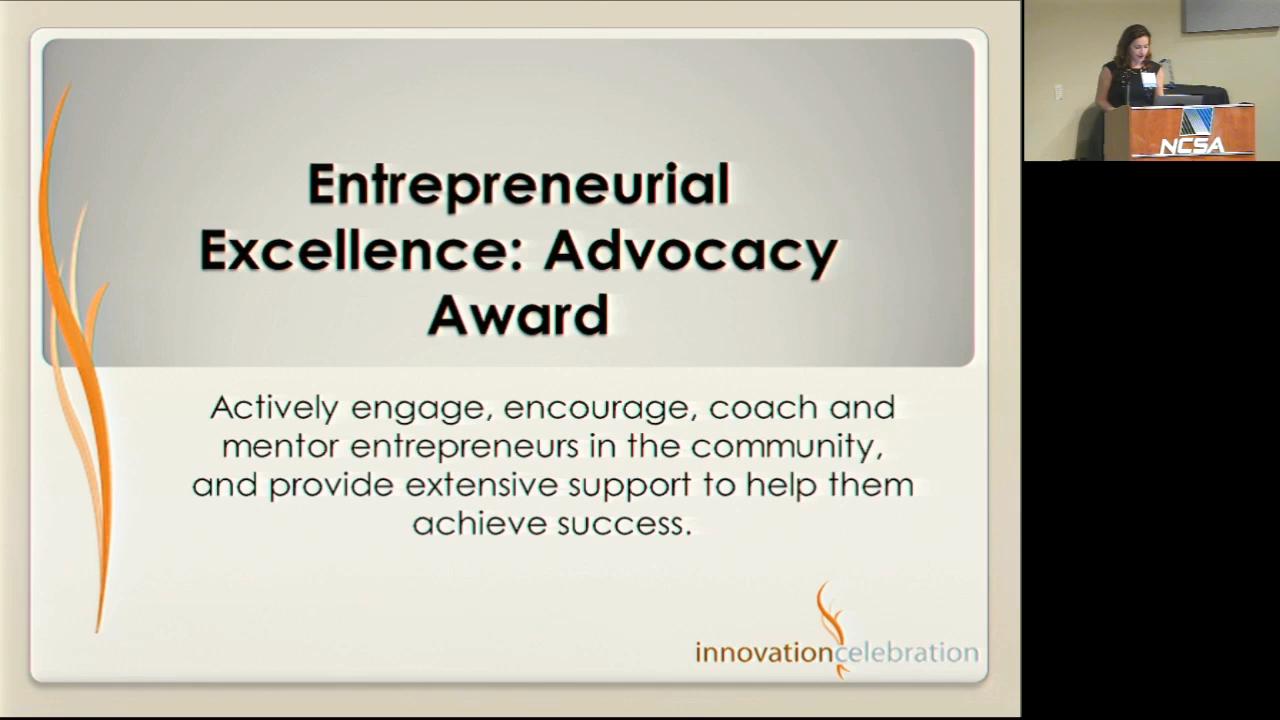 Entrepreneurial
Excellence: Advocacy
Award
Actively engage, encourage, coach and
mentor entrepreneurs in the community,
and provide extensive support to help them
achieve success.
innovationcelebration
NCSA